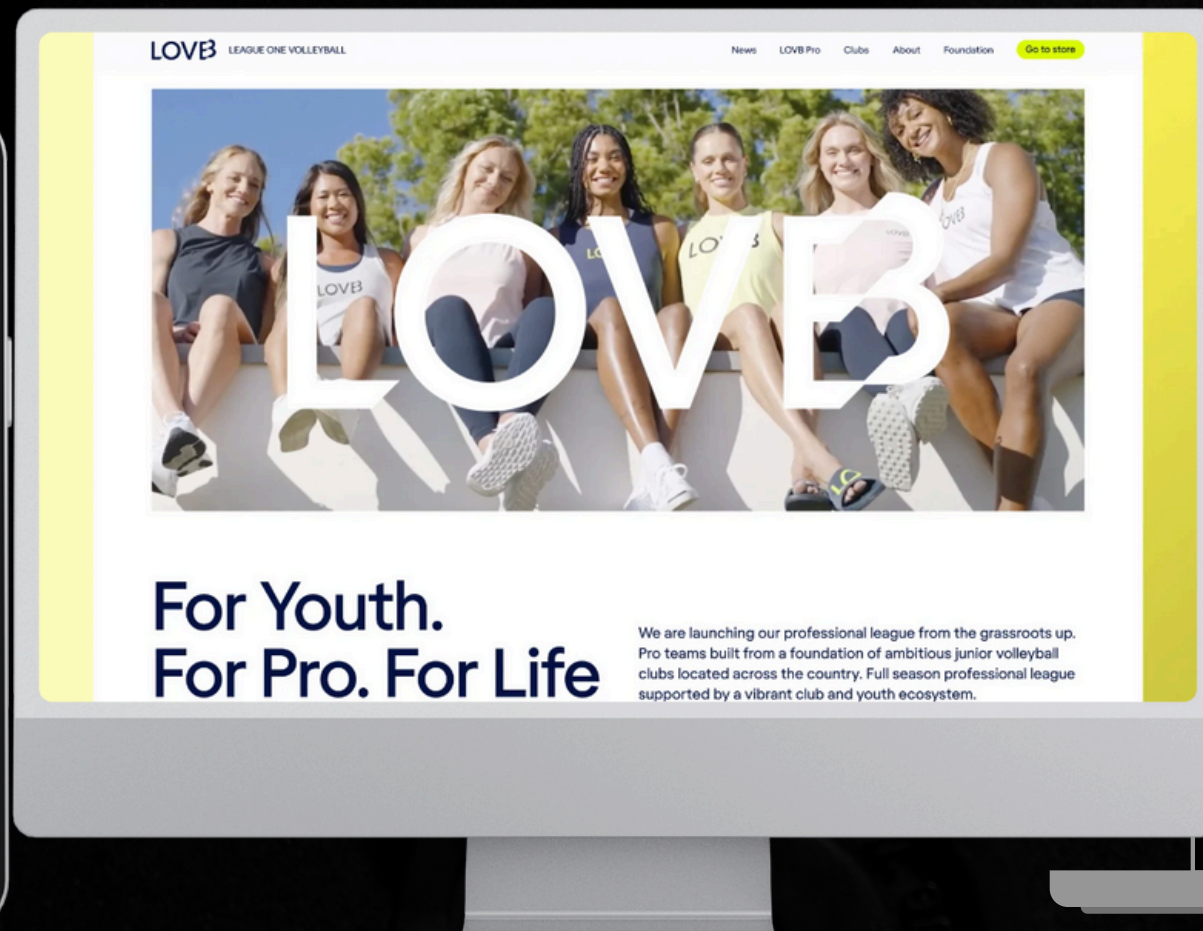 LOVB LEAGUE ONE VOLLEYBALL
News LOVB Pro Clubs About Foundation Go to store
LOVB
LOVB
LOVB
LOVB
For Youth.
For Pro. For Life
We are launching our professional league from the grassroots up.
Pro teams built from a foundation of ambitious junior volleyball
clubs located across the country. Full season professional league
supported by a vibrant club and youth ecosystem.